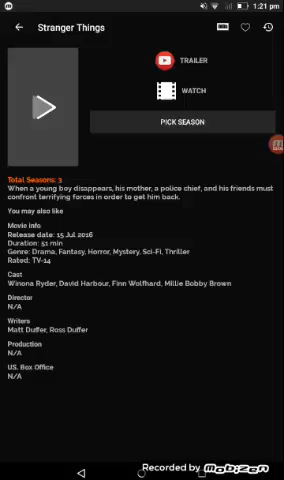 1:21 pm
Stranger Things
TRAILER
WATCH
PICK SEASON
Total Seasons: 3
When a young boy disappears, his mother, a police chief, and his friends must
confront terrifying forces in order to get him back.
You may also like
Movie info
Release date: 15 Jul 2016
Duration: 51 min
Genre: Drama, Fantasy, Horror, Mystery, Sci-Fi, Thriller
Rated: TV-14
Cast
Winona Ryder, David Harbour, Finn Wolfhard, Millie Bobby Brown
Director
N/A
Writers
Matt Duffer, Ross Duffer
Production
N/A
US. Box Office
N/A
Recorded by Mobizen